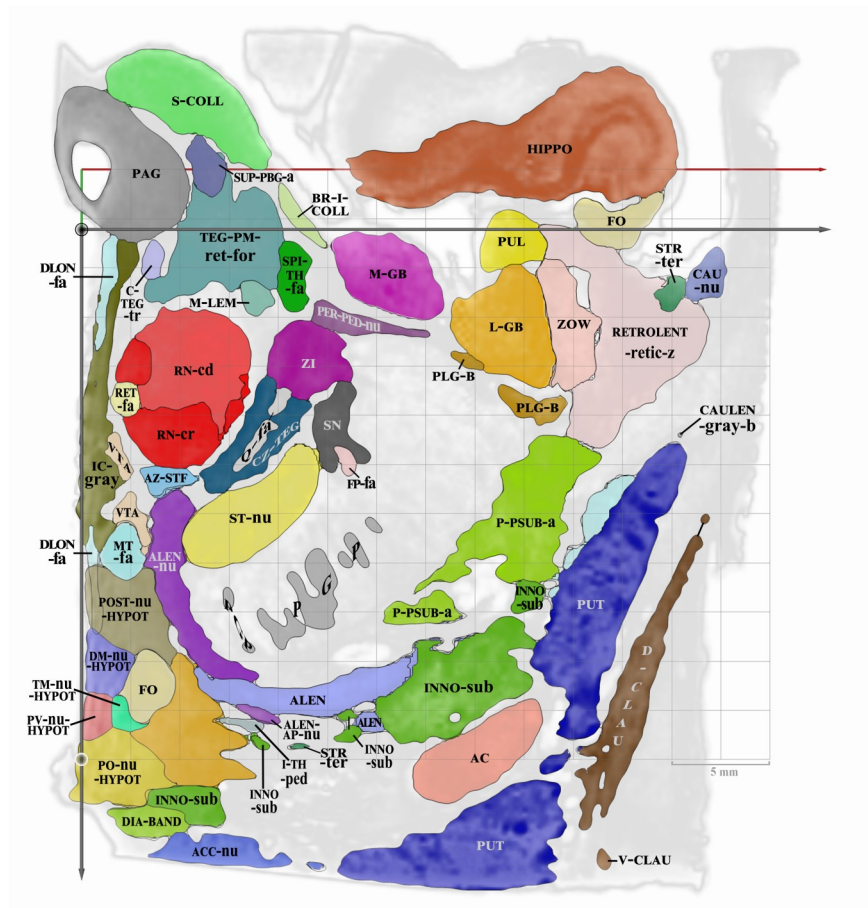 S-COLL
PAG
SUP-PBG-a
HIPPO
BR-I-
COLL
FO
TEG-PM-
ret-for
PUL
STR
-ter
DLON
-fa
C-
TEG
-tr
SPI-
TH
-fa
M-GB
CAU
-nu
M-LEM
PER-PED-nu
L-GB
ZOW
RETROLENT
-retic-z
RN-cd
ZI
PLG-B
RET
-fa
PLG-B
CAULEN
-gray-b
RN-cr
Q-fa
CZ-TEG
SN
VTA
IC-
gray
AZ-STF
FP-fa
VTA
ST-nu
P-PSUB-a
DLON
-fa
MT
-fa
ALEN
-nu
P
G
P
POST-nu
-HYPOT
P-PSUB-a
INNO
-sub
PUT
DM-nu
-HYPOT
D-CLAU
TM-nu
-HYPOT
FO
ALEN
INNO-sub
PV-nu-
HYPOT
ALEN-
AP-nu
ALEN
PO-nu
-HYPOT
I-TH
-ped
STR
-ter
INNO
-sub
AC
INNO
-sub
5 mm
INNO-sub
DIA-BAND
PUT
ACC-nu
V-CLAU